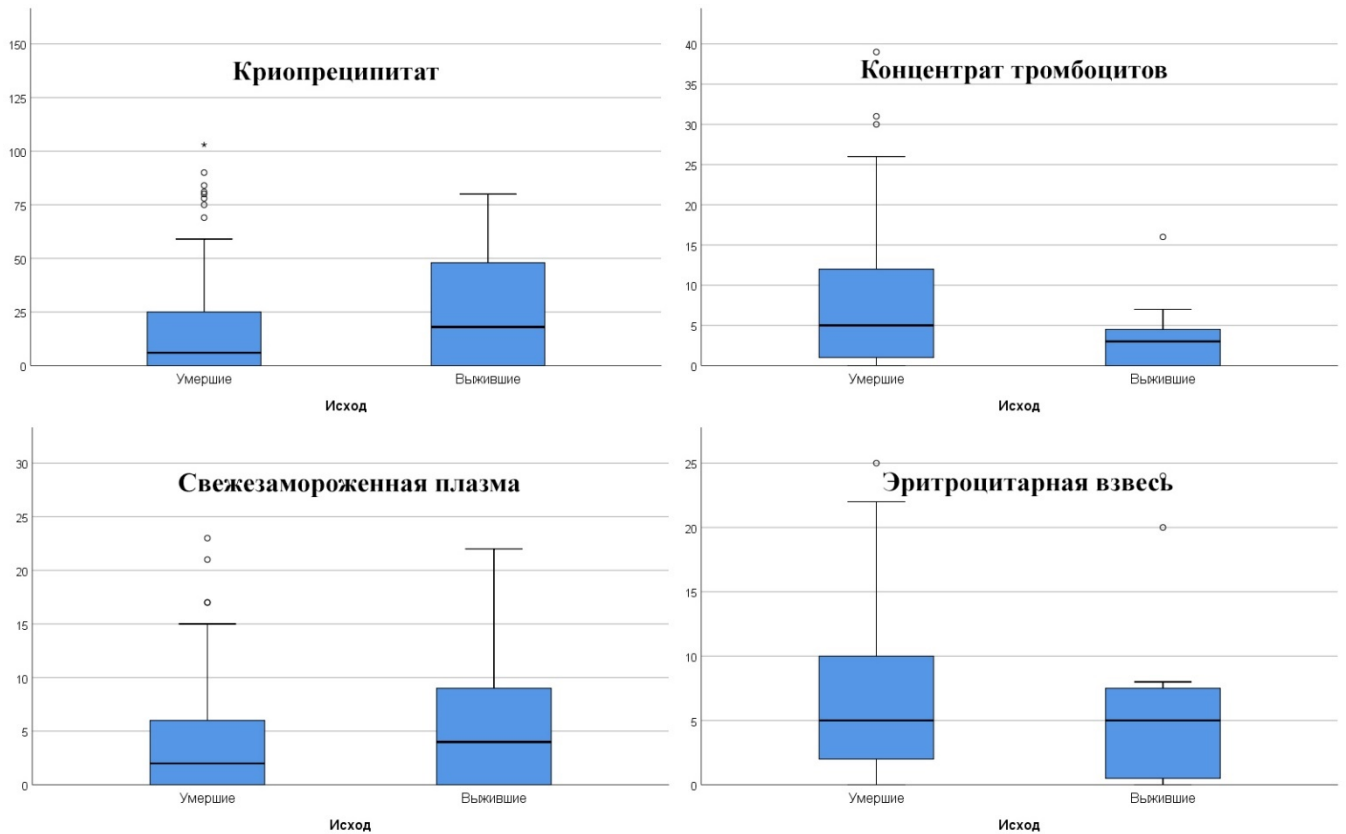 150
Криопреципитат
125
100
*
75
50
25
0
Умершие Выжившие
Исход
40
Концентрат тромбоцитов
35
30
25
20
15
10
5
0
Умершие Выжившие
Исход
30
Свежезамороженная плазма
25
20
15
10
5
0
Умершие Выжившие
Исход
25
Эритроцитарная взвесь
20
15
10
5
0
Умершие Выжившие
Исход